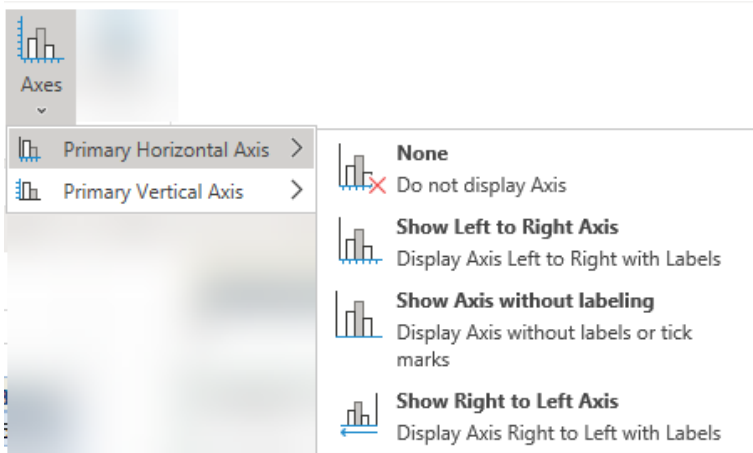 Axes
Primary Horizontal Axis
Primary Vertical Axis
None
Do not display Axis
Show Left to Right Axis
Display Axis Left to Right with Labels
Show Axis without labeling
Display Axis without labels or tick
marks
Show Right to Left Axis
Display Axis Right to Left with Labels